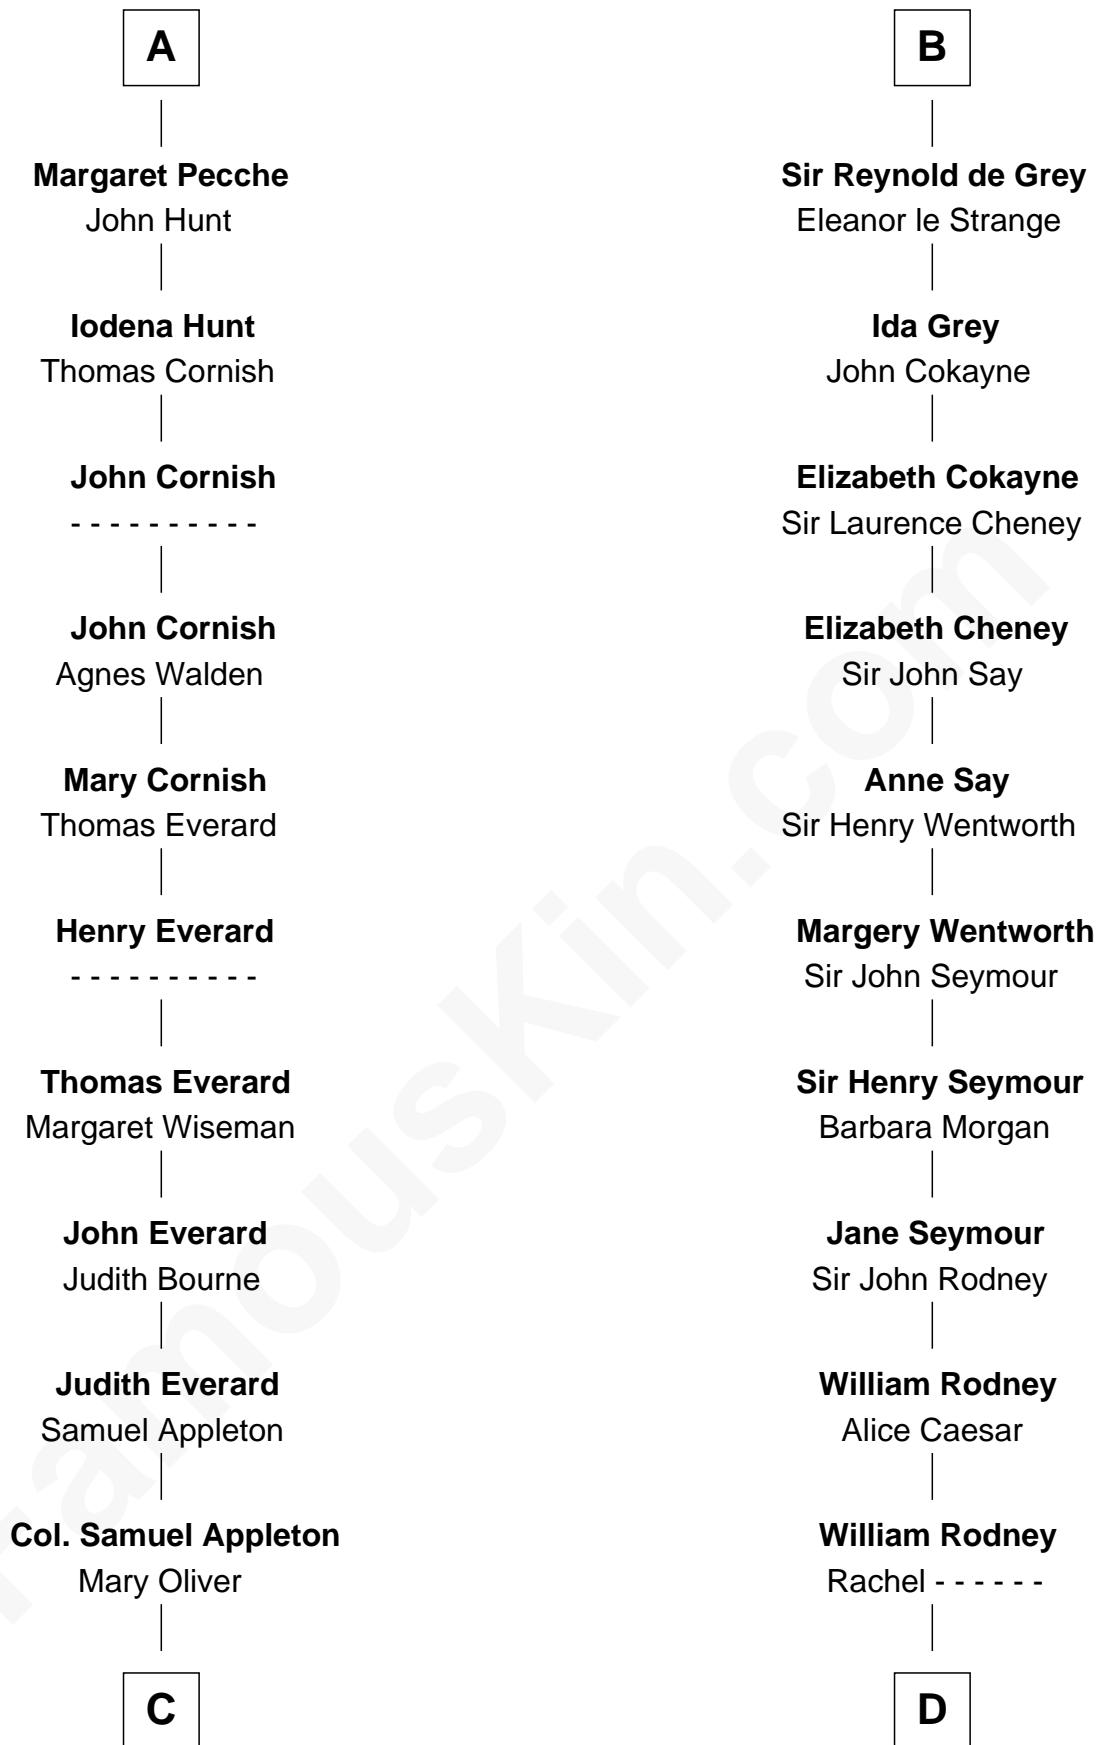 A
Margaret Pecche
John Hunt
Iodena Hunt
Thomas Cornish
John Cornish
- - - - - - - - - -
John Cornish
Agnes Walden
Mary Cornish
Thomas Everard
Henry Everard
- - - - - - - - - -
Thomas Everard
Margaret Wiseman
John Everard
Judith Bourne
Judith Everard
Samuel Appleton
Col. Samuel Appleton
Mary Oliver
C
B
Sir Reynold de Grey
Eleanor le Strange
Ida Grey
John Cokayne
Elizabeth Cokayne
Sir Laurence Cheney
Elizabeth Cheney
Sir John Say
Anne Say
Sir Henry Wentworth
Margery Wentworth
Sir John Seymour
Sir Henry Seymour
Barbara Morgan
Jane Seymour
Sir John Rodney
William Rodney
Alice Caesar
William Rodney
Rachel - - - - - -
D
FamousKin.com